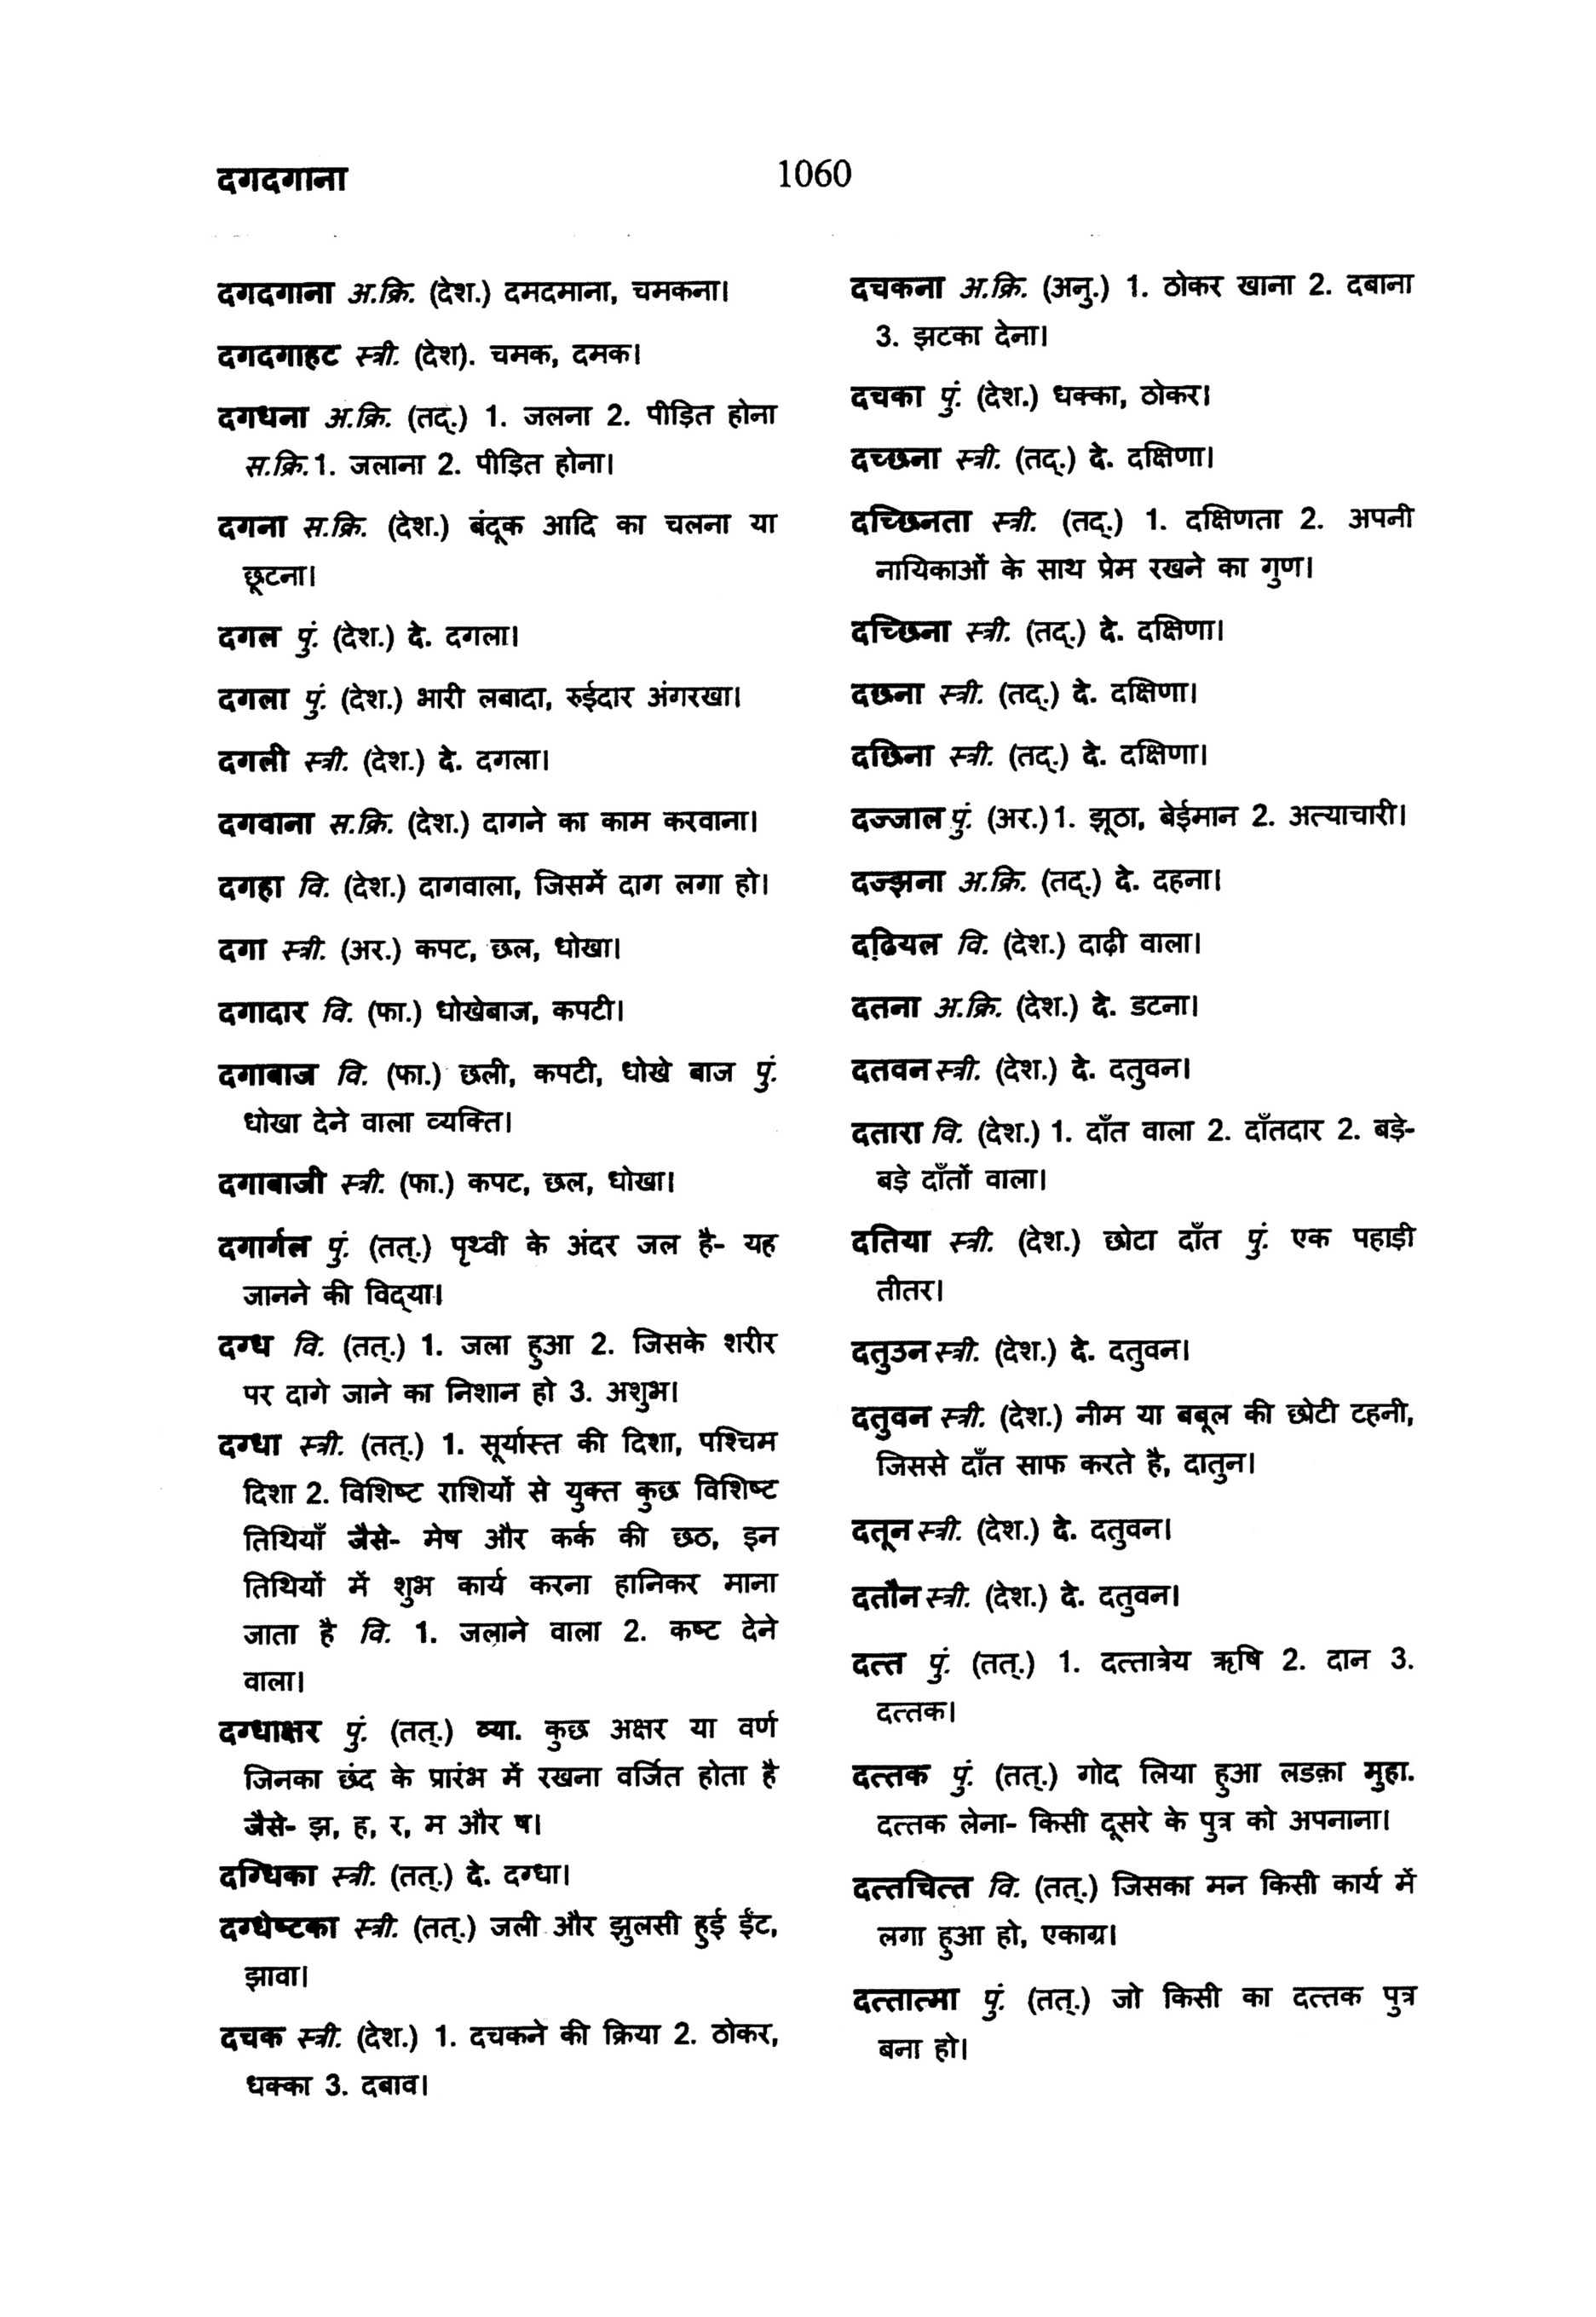 दगदगाना
1060
दगदगाना अ.क्रि. (देश.) दमदमाना, चमकना।
दगदगाहट स्त्री. (देश). चमक, दमक।
दगधना अ.क्रि. (तद्.) 1. जलना 2. पीड़ित होना
स.क्रि.1. जलाना 2. पीड़ित होना।
दगना स.क्रि. (देश.) बंदूक आदि का चलना या
छूटना।
दगल पुं. (देश.) दे. दगला।
दगला पुं. (देश.) भारी लबादा, रुईदार अंगरखा।
दगली स्त्री. (देश.) दे. दगला।
दगवाना स.क्रि. (देश.) दागने का काम करवाना।
दगहा वि. (देश.) दागवाला, जिसमें दाग लगा हो।
दगा स्त्री. (अर.) कपट, छल, धोखा।
दगादार वि. (फा.) धोखेबाज, कपटी।
दगाबाज वि. (फा.) छली, कपटी, धोखे बाज पुं.
धोखा देने वाला व्यक्ति।
दगाबाजी स्त्री. (फा.) कपट, छल, धोखा।
दगार्गल पुं. (तत्.) पृथ्वी के अंदर जल है- यह
जानने की विद्‌या।
दग्ध वि. (तत्.) 1. जला हुआ 2. जिसके शरीर
पर दागे जाने का निशान हो 3. अशुभ।
दग्धा स्त्री. (तत्.) 1. सूर्यास्त की दिशा, पश्चिम
दिशा 2. विशिष्ट राशियों से युक्त कुछ विशिष्ट
तिथियाँ जैसे- मेष और कर्क की छठ, इन
तिथियों में शुभ कार्य करना हानिकर माना
जाता है वि. 1. जलाने वाला 2. कष्ट देने
वाला।
दग्धाक्षर पुं. (तत्.) व्या. कुछ अक्षर या वर्ण
जिनका छंद के प्रारंभ में रखना वर्जित होता है
जैसे- झ, ह, र, म और ष।
दग्धिका स्त्री. (तत्.) दे. दग्धा।
दग्धेष्टका स्त्री. (तत्.) जली और झुलसी हुई ईंट,
झावा।
दचक स्त्री. (देश.) 1. दचकने की क्रिया 2. ठोकर,
धक्का 3. दबाव।
दचकना अ.क्रि. (अनु.) 1. ठोकर खाना 2. दबाना
3. झटका देना।
दचका पुं. (देश.) धक्का, ठोकर।
दच्छना स्त्री. (तद्.) दे. दक्षिणा।
दच्छिनता स्त्री. (तद्.) 1. दक्षिणता 2. अपनी
नायिकाओं के साथ प्रेम रखने का गुण।
दच्छिना स्त्री. (तद्.) दे. दक्षिणा।
दछना स्त्री. (तद्.) दे. दक्षिणा।
दछिना स्त्री. (तद्.) दे. दक्षिणा।
दज्जाल पुं. (अर.)1. झूठा, बेईमान 2. अत्याचारी।
दज्झना अ.क्रि. (तद्.) दे. दहना।
दढ़ियल वि. (देश.) दाढ़ी वाला।
दतना अ.क्रि. (देश.) दे. डटना।
दतवन स्त्री. (देश.) दे. दतुवन।
दतारा वि. (देश.) 1. दाँत वाला 2. दाँतदार 2. बड़े-
बड़े दाँतों वाला।
दतिया स्त्री. (देश.) छोटा दाँत पुं. एक पहाड़ी
तीतर।
दतुउन स्त्री. (देश.) दे. दतुवन।
दतुवन स्त्री. (देश.) नीम या बबूल की छोटी टहनी,
जिससे दाँत साफ करते है, दातुन।
दतून स्त्री. (देश.) दे. दतुवन।
दतौन स्त्री. (देश.) दे. दतुवन।
दत्त पुं. (तत्.) 1. दत्तात्रेय ऋषि 2. दान 3.
दत्तक।
दत्तक पुं. (तत्.) गोद लिया हुआ लडक़ा मुहा.
दत्तक लेना- किसी दूसरे के पुत्र को अपनाना।
दत्तचित्त वि. (तत्.) जिसका मन किसी कार्य में
लगा हुआ हो, एकाग्र।
दत्तात्मा पुं. (तत्.) जो किसी का दत्तक पुत्र
बना हो।